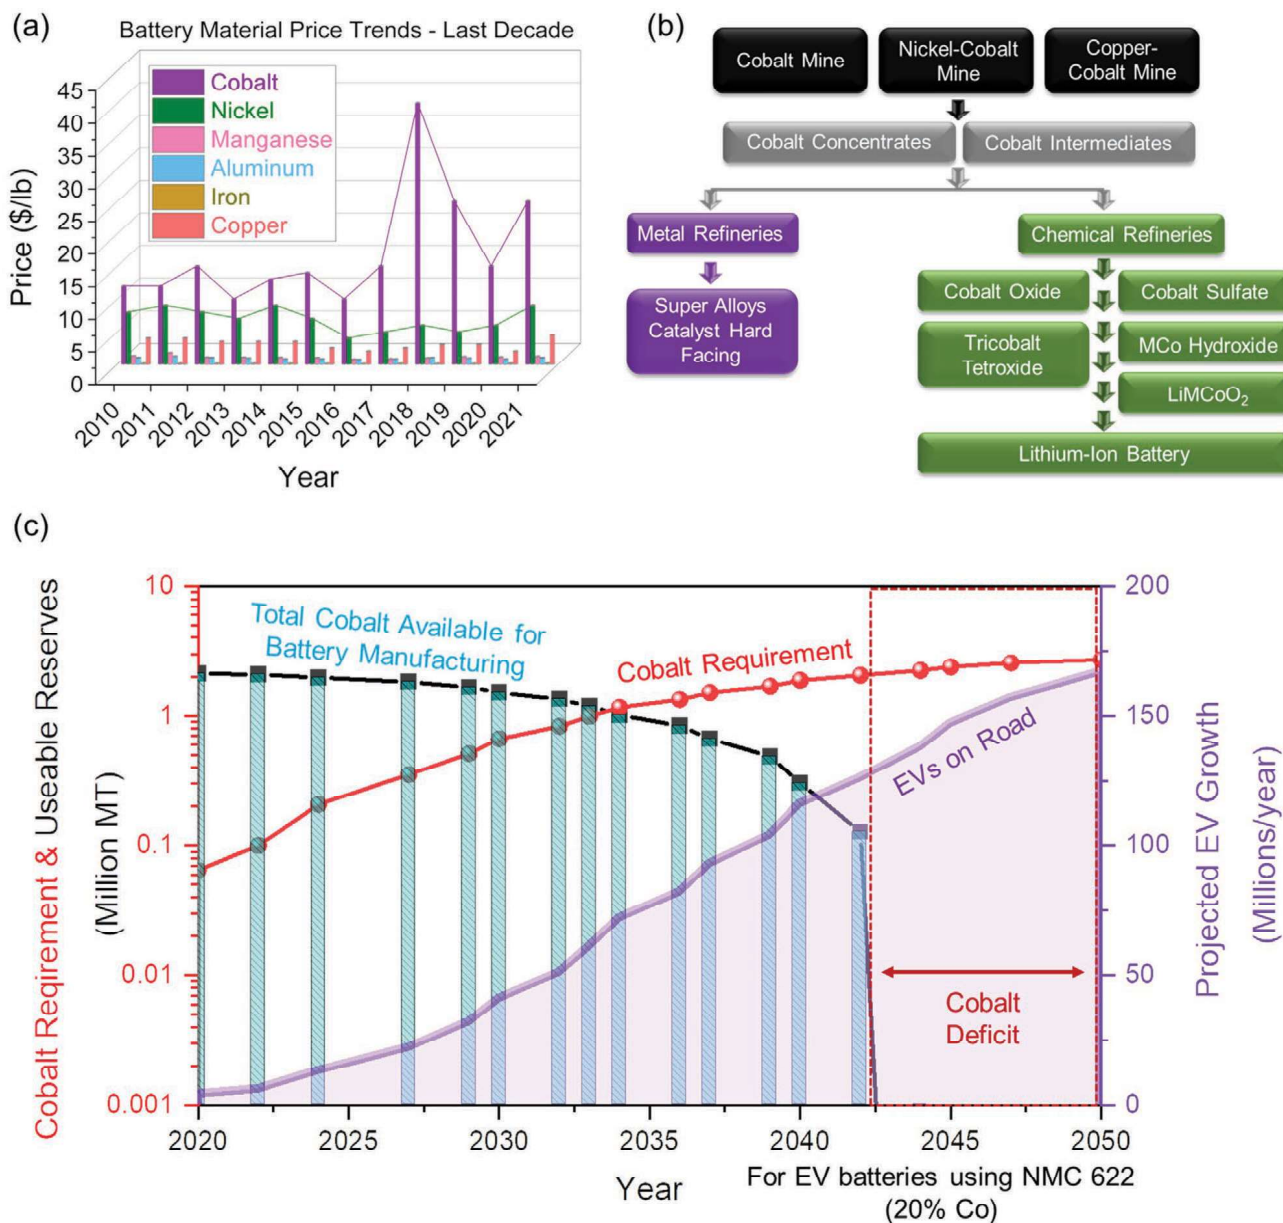 (a)
Battery Material Price Trends - Last Decade
Cobalt
Nickel
Manganese
Aluminum
Iron
Copper
Price ($/lb)
45
40
35
30
25
20
15
10
5
0
2010
2011
2012
2013
2014
2015
2016
2017
2018
2019
2020
2021
Year
(b)
Cobalt Mine
Nickel-Cobalt
Mine
Copper-
Cobalt Mine
Cobalt Concentrates
Cobalt Intermediates
Metal Refineries
Chemical Refineries
Super Alloys
Catalyst Hard
Facing
Cobalt Oxide
Cobalt Sulfate
Tricobalt
Tetroxide
MCo Hydroxide
LiMCoO₂
Lithium-Ion Battery
(c)
Cobalt Reqirement & Useable Reserves
(Million MT)
10
1
0.1
0.01
0.001
Total Cobalt Available for
Battery Manufacturing
Cobalt Requirement
EVs on Road
Cobalt
Deficit
200
150
100
50
0
Projected EV Growth
(Millions/year)
2020
2025
2030
2035
2040
2045
2050
Year
For EV batteries using NMC 622
(20% Co)